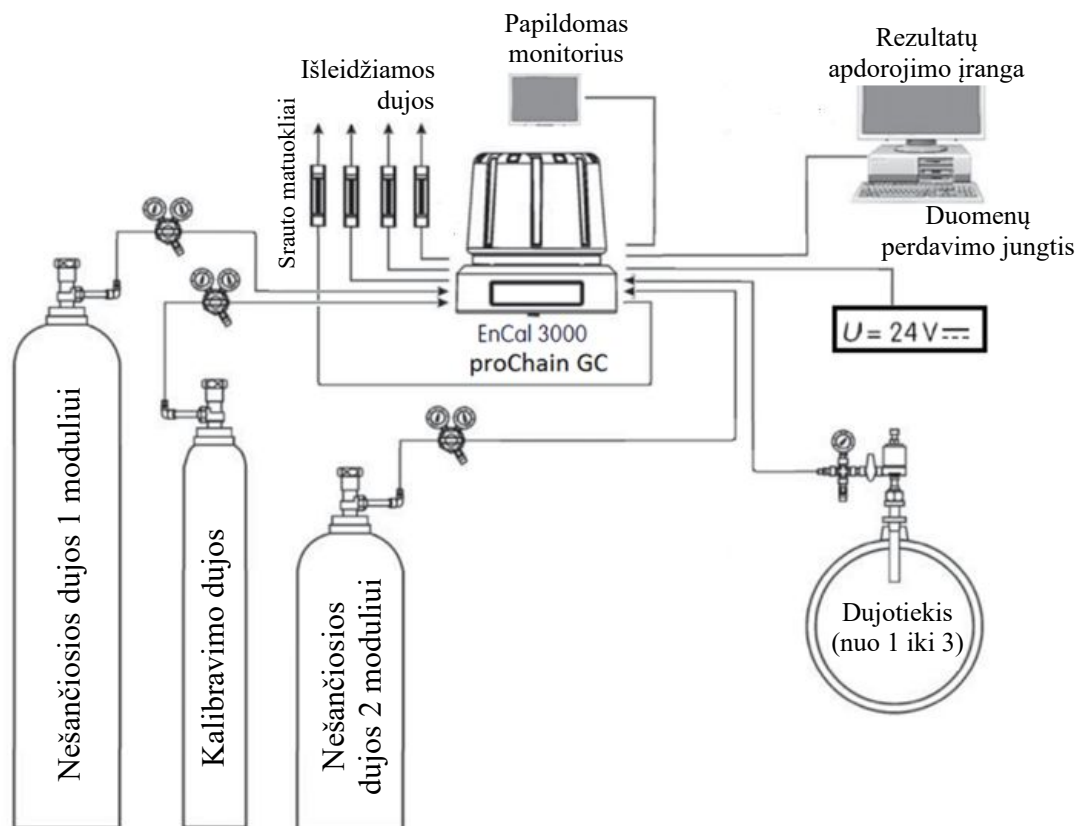 Papildomas
monitorius
Rezultatų
apdorojimo įranga
Išleidžiamos
dujos
Srauto matuokliai
Duomenų
perdavimo jungtis
EnCal 3000
proChain GC
U = 24 V
Nešančiosios dujos 1 moduliui
Kalibravimo dujos
Nešančiosios
dujos 2 moduliui
Dujotiekis
(nuo 1 iki 3)